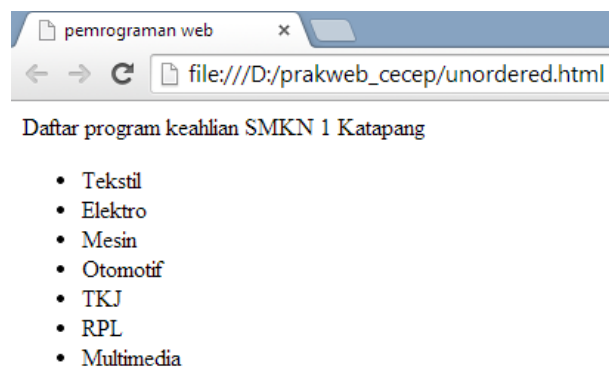 pemrograman web
file:///D:/prakweb_cecep/unordered.html
Daftar program keahlian SMKN 1 Katapang
• Tekstil
• Elektro
• Mesin
• Otomotif
• TKJ
• RPL
• Multimedia